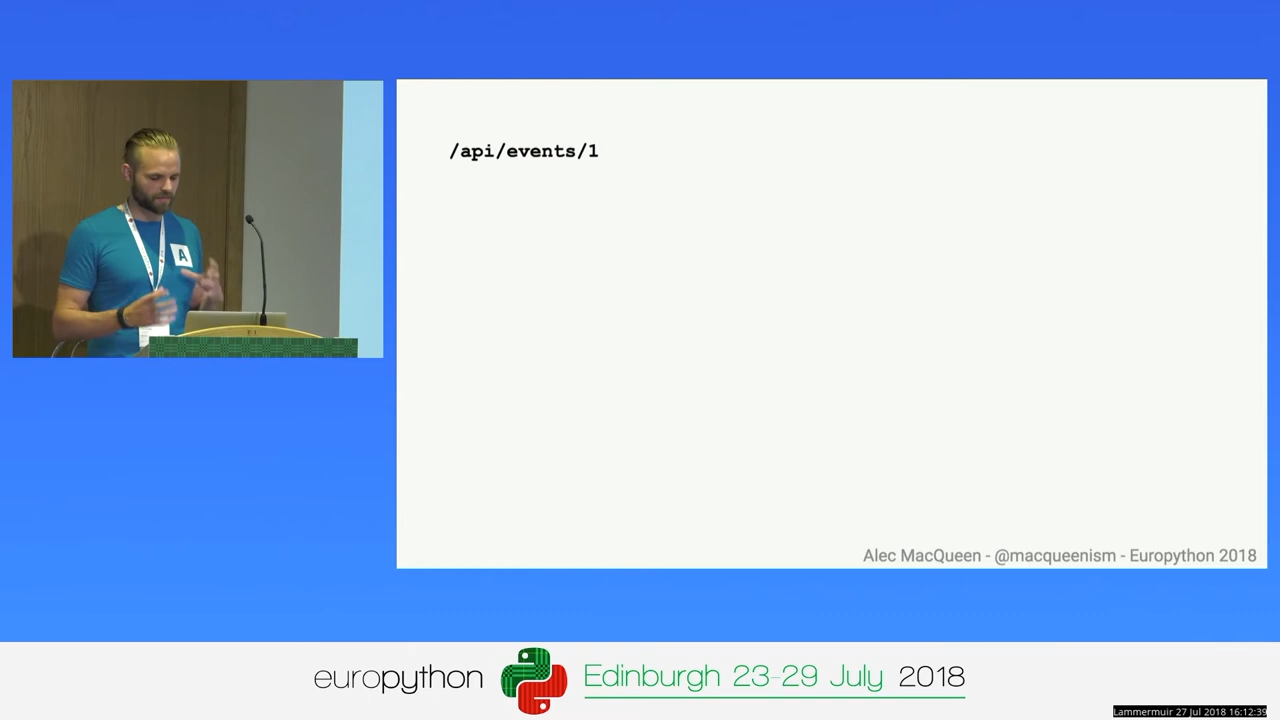 /api/events/1
A
Alec MacQueen - @macqueenism - Europython 2018
europython
Edinburgh 23-29 July 2018
Lammermuir 27 Jul 2018 16:12:39